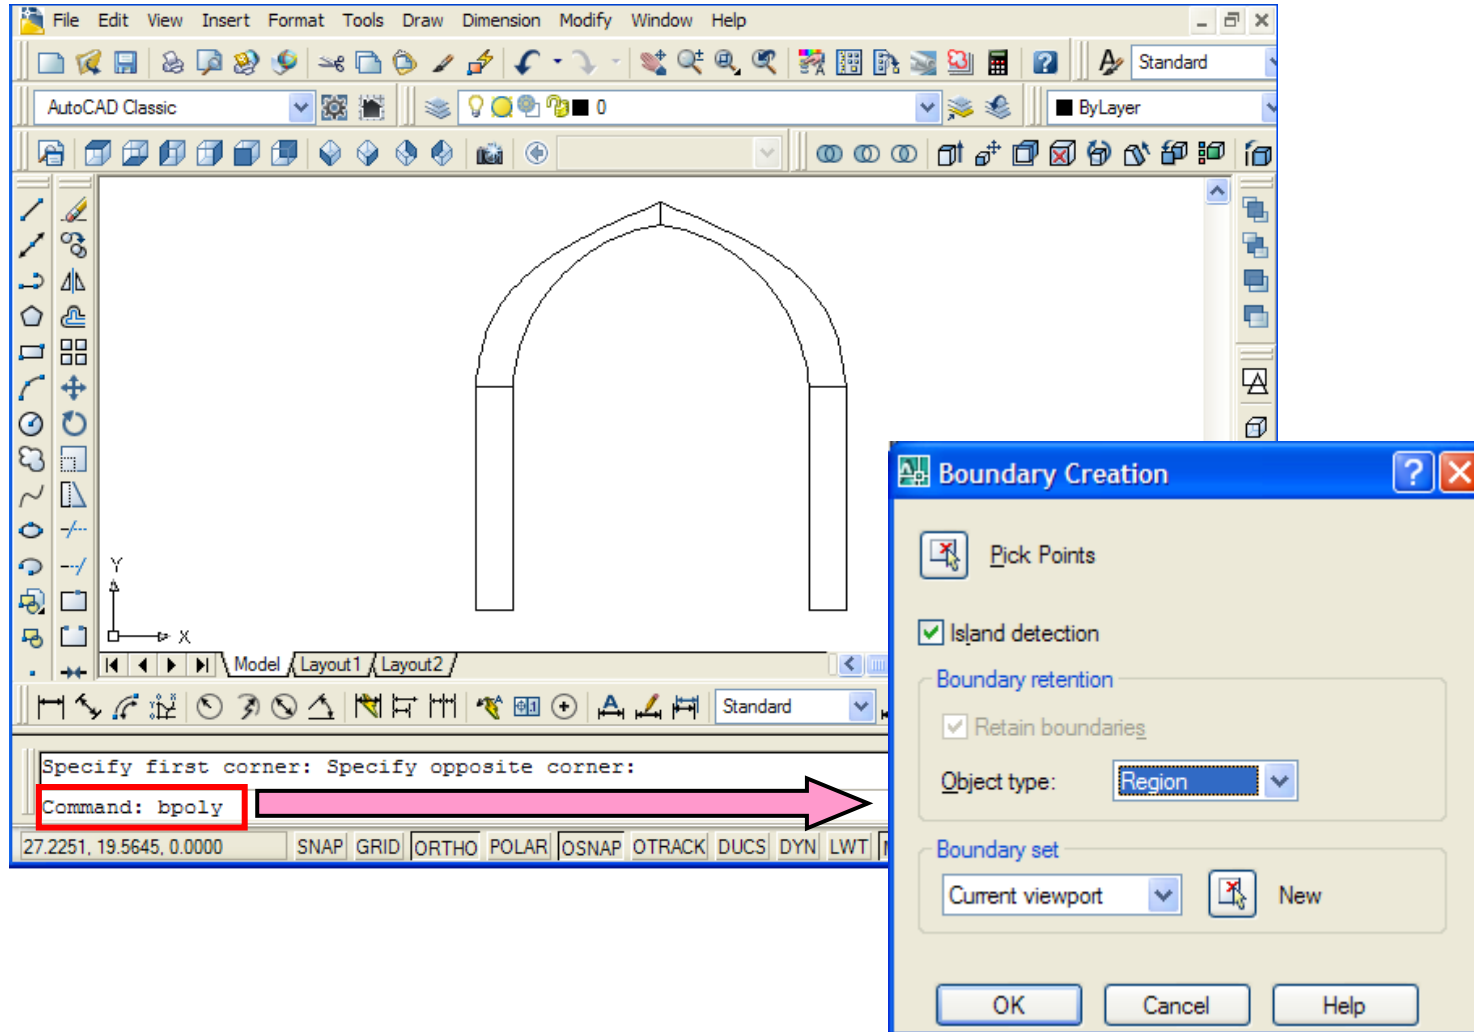 File Edit View Insert Format Tools Draw Dimension Modify Window Help
Standard
AutoCAD Classic
0
ByLayer
Y
X
Model Layout1 Layout2
Standard
Specify first corner: Specify opposite corner:
Command: bpoly
27.2251, 19.5645, 0.0000 SNAP GRID ORTHO POLAR OSNAP OTRACK DUCS DYN LWT
Boundary Creation
Pick Points
Island detection
Boundary retention
Retain boundaries
Object type: Region
Boundary set
Current viewport New
OK Cancel Help